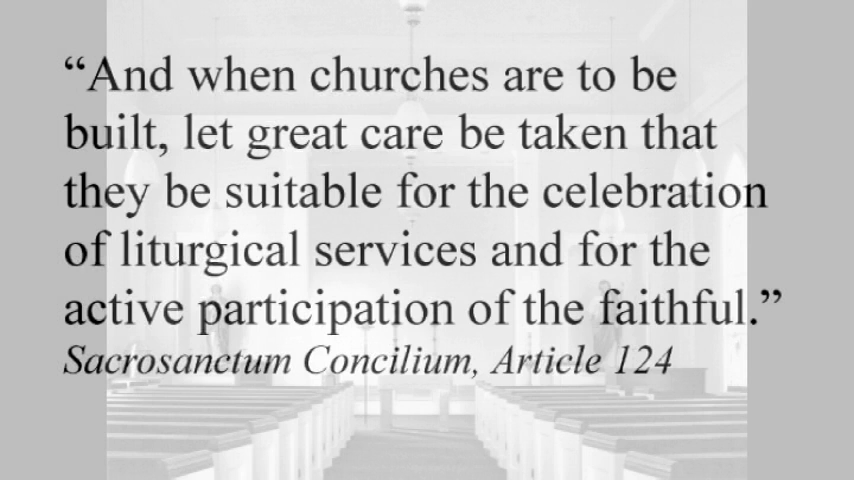 “And when churches are to be
built, let great care be taken that
they be suitable for the celebration
of liturgical services and for the
active participation of the faithful.”
Sacrosanctum Concilium, Article 124